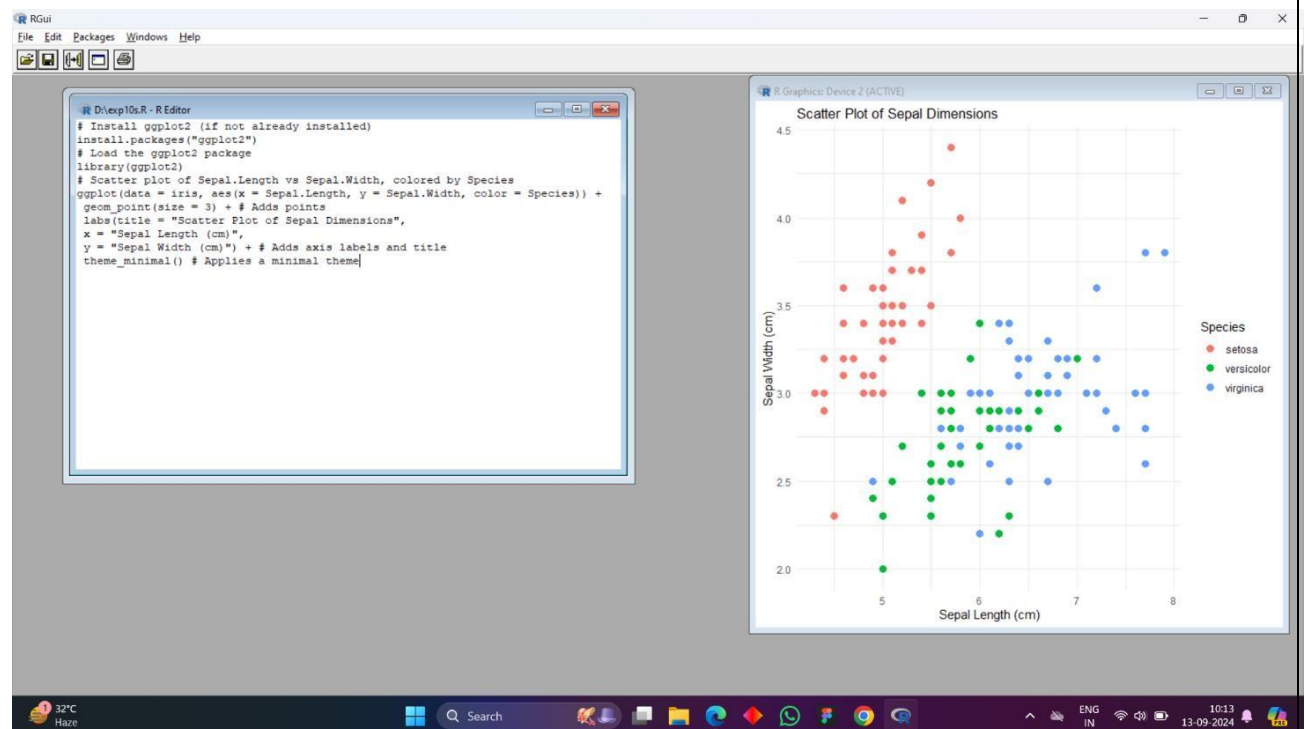 RGui
File Edit Packages Windows Help
D:\exp10s.R - R Editor
# Install ggplot2 (if not already installed)
install.packages("ggplot2")
# Load the ggplot2 package
library(ggplot2)
# Scatter plot of Sepal.Length vs Sepal.Width, colored by Species
ggplot(data = iris, aes(x = Sepal.Length, y = Sepal.Width, color = Species)) +
geom_point(size = 3) + # Adds points
labs(title = "Scatter Plot of Sepal Dimensions",
x = "Sepal Length (cm)",
y = "Sepal Width (cm)") + # Adds axis labels and title
theme_minimal() # Applies a minimal theme
R Graphics: Device 2 (ACTIVE)
Scatter Plot of Sepal Dimensions
4.5
4.0
3.5
3.0
2.5
2.0
Sepal Width (cm)
5 6 7 8
Sepal Length (cm)
Species
setosa
versicolor
virginica
1
32°C
Haze
Search
ENG
IN
10:13
13-09-2024
PRE